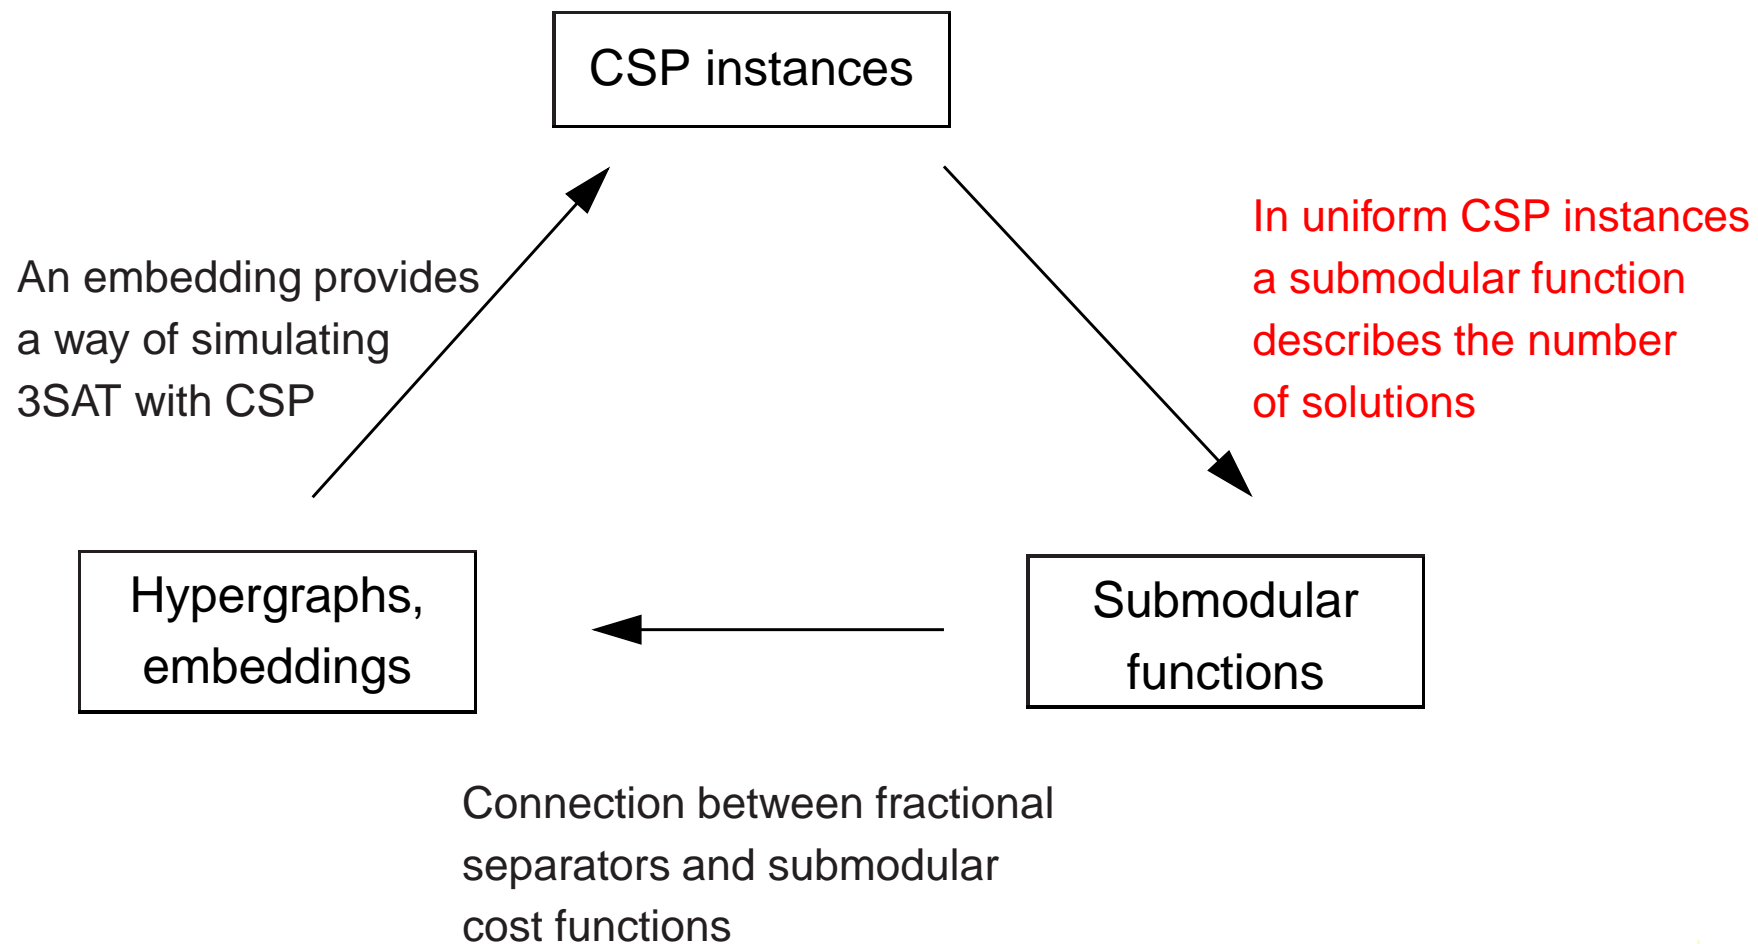 CSP instances
An embedding provides
a way of simulating
3SAT with CSP
In uniform CSP instances
a submodular function
describes the number
of solutions
Hypergraphs,
embeddings
Submodular
functions
Connection between fractional
separators and submodular
cost functions